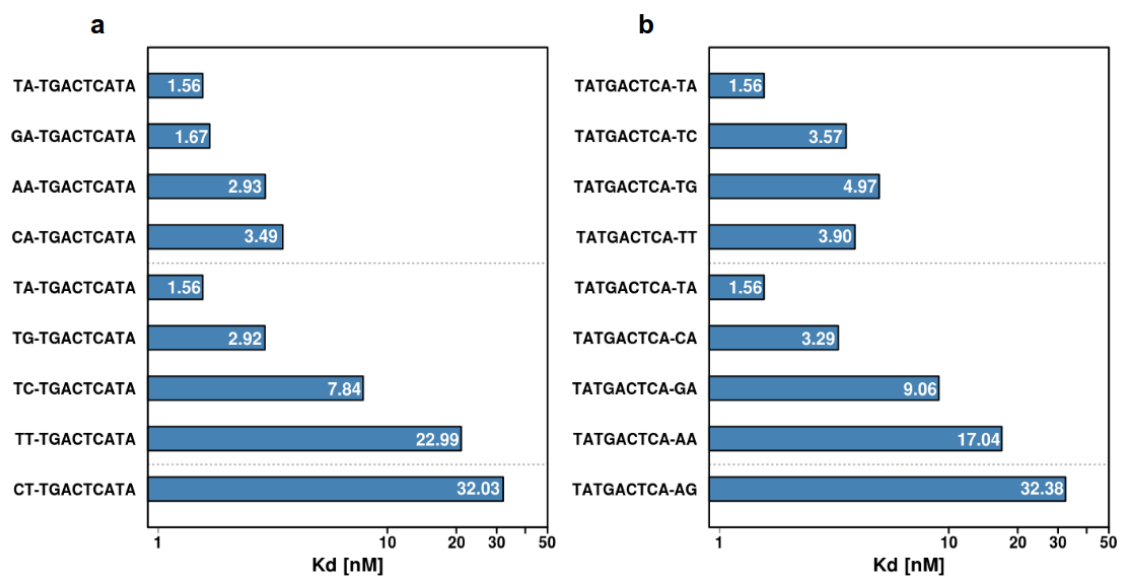 a
TA-TGACTCATA 1.56
GA-TGACTCATA 1.67
AA-TGACTCATA 2.93
CA-TGACTCATA 3.49
TA-TGACTCATA 1.56
TG-TGACTCATA 2.92
TC-TGACTCATA 7.84
TT-TGACTCATA 22.99
CT-TGACTCATA 32.03
1 10 20 30 50
Kd [nM]
b
TATGACTCA-TA 1.56
TATGACTCA-TC 3.57
TATGACTCA-TG 4.97
TATGACTCA-TT 3.90
TATGACTCA-TA 1.56
TATGACTCA-CA 3.29
TATGACTCA-GA 9.06
TATGACTCA-AA 17.04
TATGACTCA-AG 32.38
1 10 20 30 50
Kd [nM]